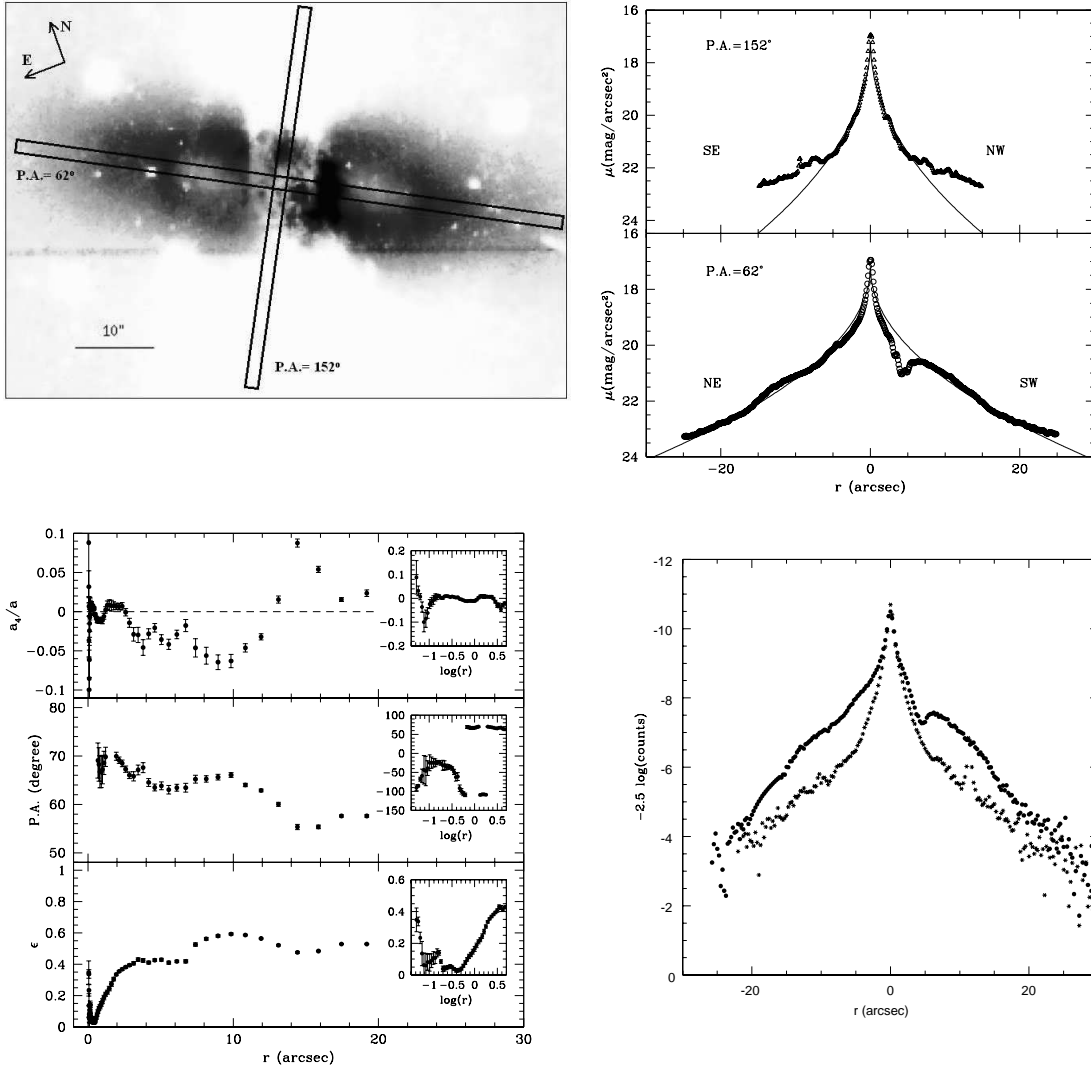 N
E
P.A.= 62°
10"
P.A.= 152°
16
P.A.=152°
18
μ(mag/arcsec²)
20
SE
NW
22
24
16
P.A.=62°
18
μ(mag/arcsec²)
20
NE
SW
22
24
−20 0 20
r (arcsec)
0.1
0.05
a₄/a
0
−0.05
−0.1
0.2
0.1
0
−0.1
−0.2
−1 −0.5 0 0.5
log(r)
80
P.A. (degree)
70
60
50
100
50
0
−50
−100
−150
−1 −0.5 0 0.5
log(r)
1
0.8
ε
0.6
0.4
0.2
0
0.6
0.4
0.2
0
−1 −0.5 0 0.5
log(r)
0 10 20 30
r (arcsec)
-12
-10
-8
-2.5 log(counts)
-6
-4
-2
0
-20 0 20
r (arcsec)